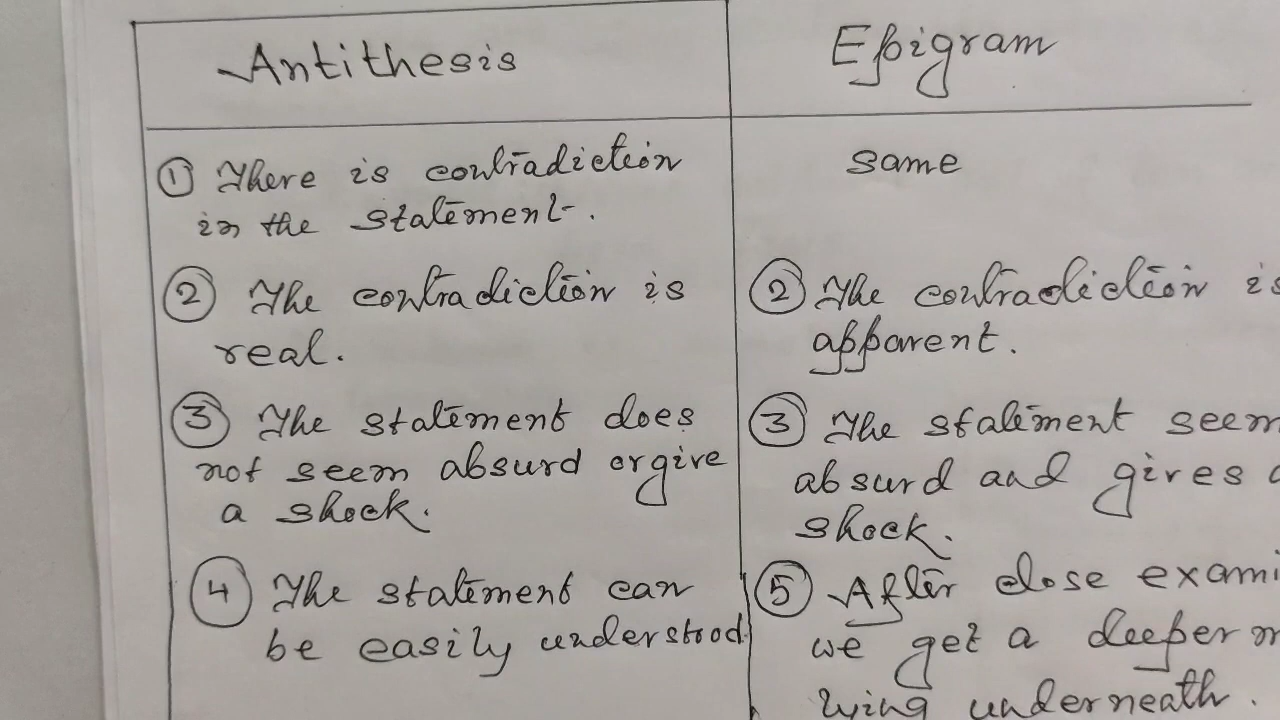 Antithesis
Epigram
① There is contradiction
in the statement.
same
② The contradiction is
real.
② The contradiction is
apparent.
③ The statement does
not seem absurd or give
a shock.
③ The statement seem
absurd and gives
shock.
④ The statement can
be easily understood
⑤ After close exami
we get a deeper m
lying underneath.